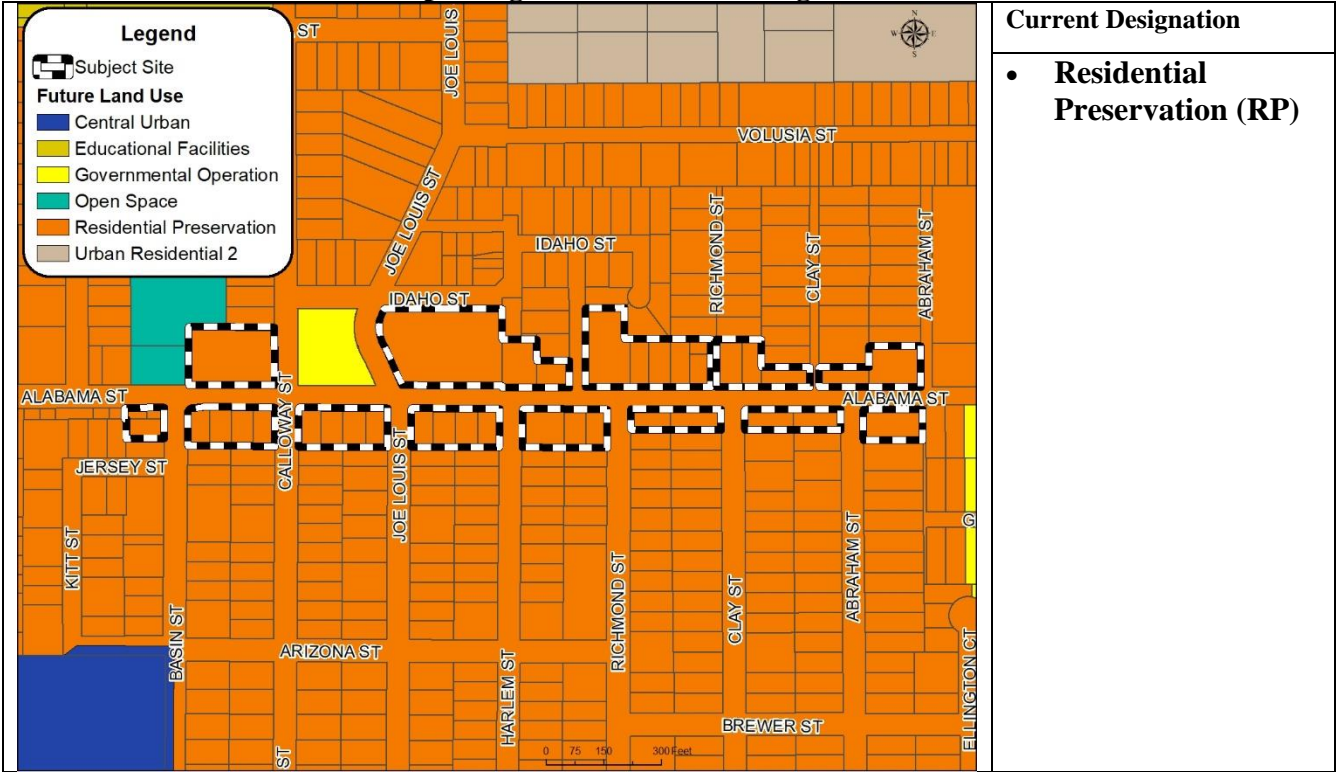 Legend
Subject Site
Future Land Use
Central Urban
Educational Facilities
Governmental Operation
Open Space
Residential Preservation
Urban Residential 2
ST
JOE LOUIS
N
W E
S
VOLUSIA ST
JOE LOUIS ST
IDAHO ST
RICHMOND ST
CLAY ST
ABRAHAM ST
IDAHO ST
ALABAMA ST
CALLOWAY ST
ALABAMA ST
JERSEY ST
JOE LOUIS ST
KITT ST
G
BASIN ST
ARIZONA ST
HARLEM ST
RICHMOND ST
CLAY ST
ABRAHAM ST
ELLINGTON CT
BREWER ST
ST
0 75 150 300 Feet
Current Designation
• Residential
Preservation (RP)